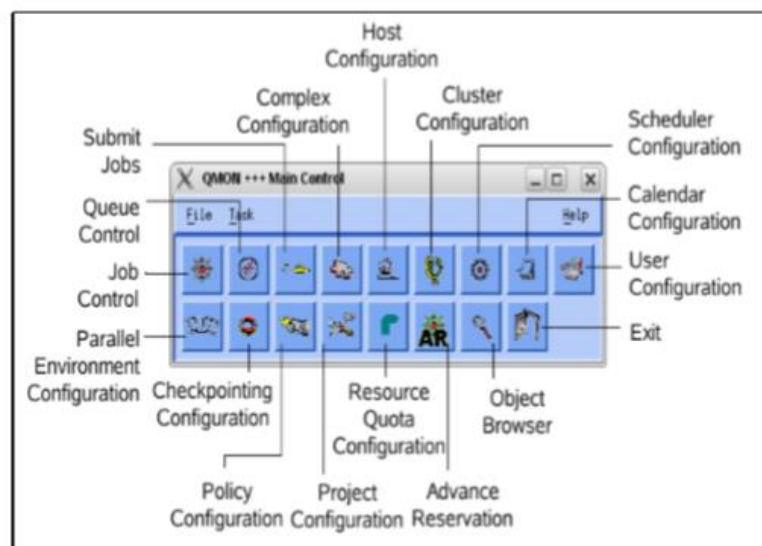 Host
Configuration
Complex
Configuration
Cluster
Configuration
Submit
Jobs
Scheduler
Configuration
QMON +++ Main Control
Queue
Control
Calendar
Configuration
File Task Help
Job
Control
User
Configuration
AR
Parallel
Environment
Configuration
Exit
Checkpointing
Configuration
Resource
Quota
Configuration
Object
Browser
Policy
Configuration
Project
Configuration
Advance
Reservation